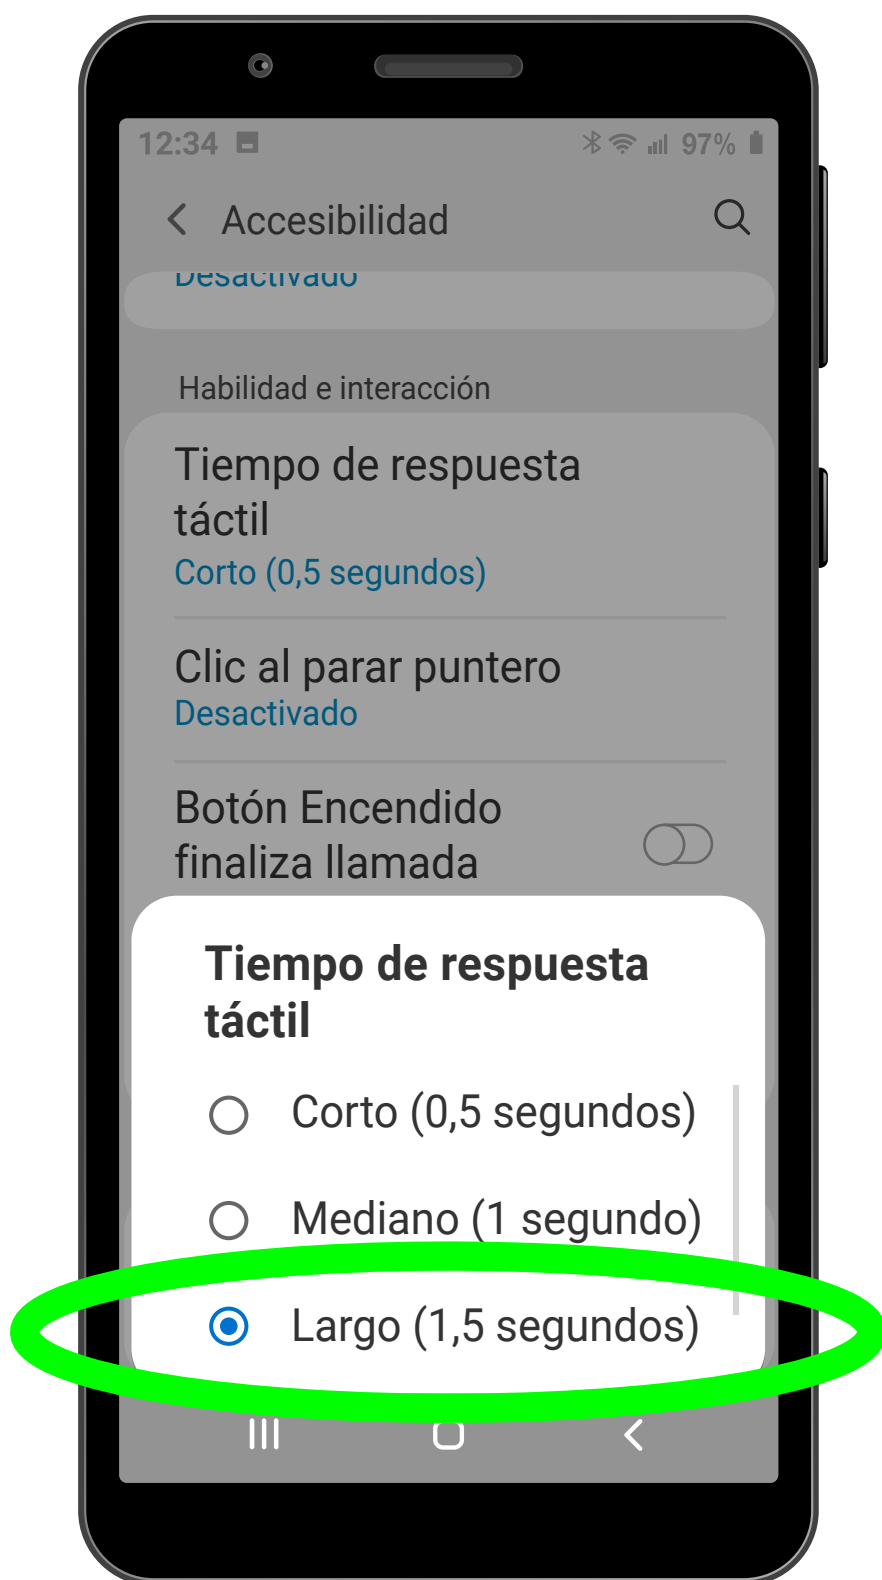 12:34 97%
Accesibilidad
Desactivado
Habilidad e interacción
Tiempo de respuesta
táctil
Corto (0,5 segundos)
Clic al parar puntero
Desactivado
Botón Encendido
finaliza llamada
Tiempo de respuesta
táctil
Corto (0,5 segundos)
Mediano (1 segundo)
Largo (1,5 segundos)